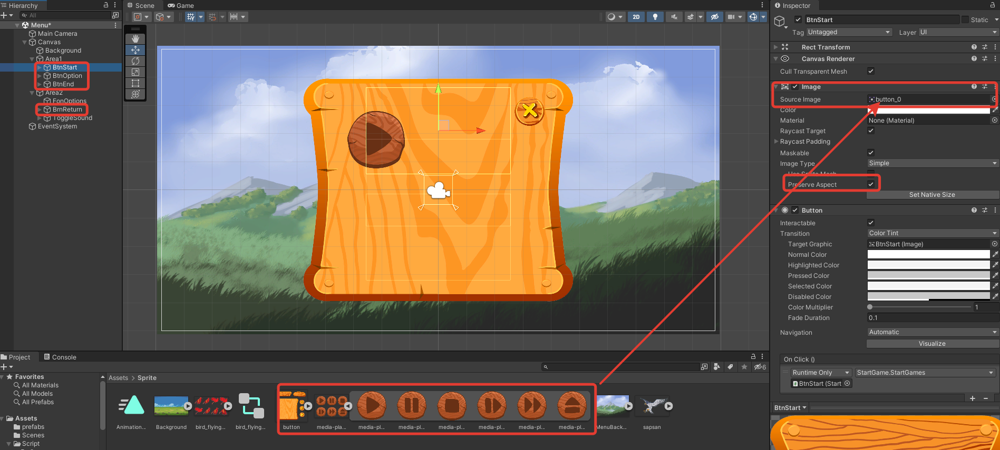 Hierarchy
All
Menu*
Main Camera
Canvas
Background
Area1
BtnStart
BtnOption
BtnEnd
Area2
FonOptions
BrnReturn
ToggleSound
EventSystem
Scene
Game
2D
Inspector
BtnStart
Static
Tag Untagged
Layer UI
Rect Transform
Canvas Renderer
Cull Transparent Mesh
Image
Source Image button_0
Color
Material None (Material)
Raycast Target
Raycast Padding
Maskable
Image Type Simple
Use Sprite Mesh
Preserve Aspect
Set Native Size
Button
Interactable
Transition Color Tint
Target Graphic BtnStart (Image)
Normal Color
Highlighted Color
Pressed Color
Selected Color
Disabled Color
Color Multiplier 1
Fade Duration 0.1
Navigation Automatic
Visualize
On Click ()
Runtime Only StartGame.StartGames
BtnStart (Start
BtnStart
Project
Console
6
Favorites
All Materials
All Models
All Prefabs
Assets
prefabs
Scenes
Script
Assets > Sprite
Animation...
Background
bird_flying...
bird_flying...
button
media-pla...
media-pl...
media-pl...
media-pl...
media-pl...
media-pl...
media-pl...
MenuBack...
sapsan